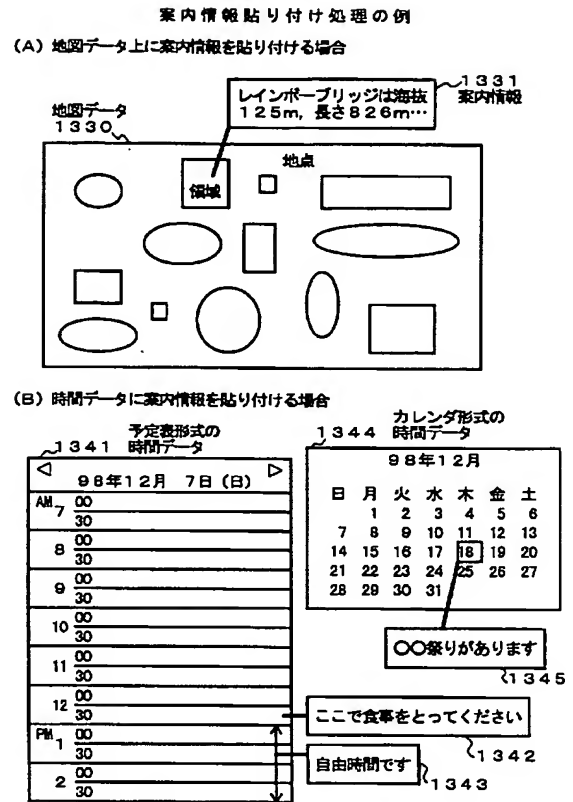 案内情報貼り付け処理の例
(A) 地図データ上に案内情報を貼り付ける場合
1331
案内情報
レインボーブリッジは海抜
125m,長さ826m…
地図データ
1330
地点
領域
(B) 時間データに案内情報を貼り付ける場合
予定表形式の
1341 時間データ
カレンダ形式の
1344 時間データ
◁ 98年12月 7日(日) ▷
AM 7 00
30
8 00
30
9 00
30
10 00
30
11 00
30
12 00
30
PM 1 00
30
2 00
30
98年12月
日 月 火 水 木 金 土
1 2 3 4 5 6
7 8 9 10 11 12 13
14 15 16 17 18 19 20
21 22 23 24 25 26 27
28 29 30 31
〇〇祭りがあります
1345
ここで食事をとってください
1342
自由時間です
1343